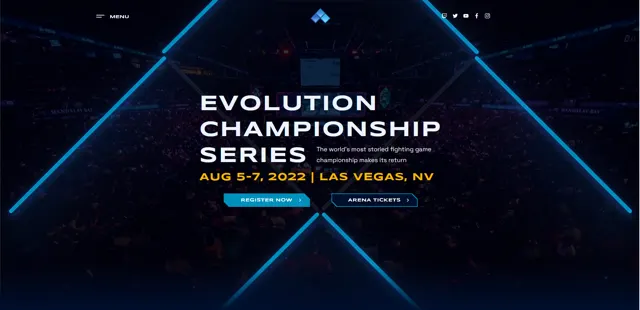 MENU
EVOLUTION
CHAMPIONSHIP
SERIES
The world's most storied fighting game
championship makes its return
AUG 5-7, 2022 | LAS VEGAS, NV
REGISTER NOW
ARENA TICKETS